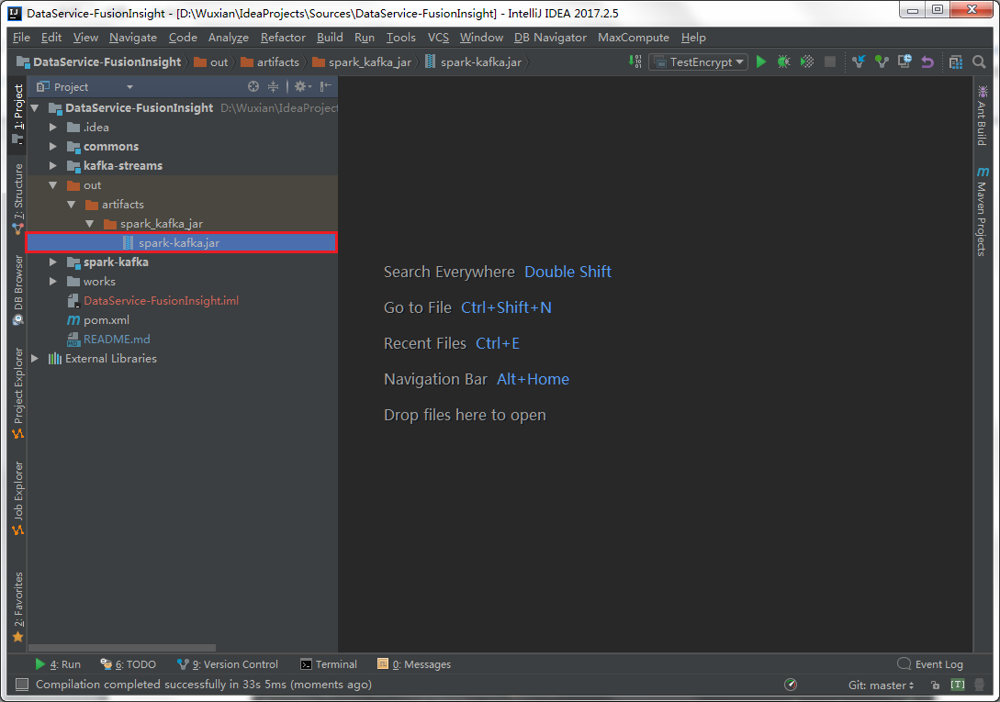 DataService-FusionInsight - [D:\Wuxian\IdeaProjects\Sources\DataService-FusionInsight] - IntelliJ IDEA 2017.2.5
File Edit View Navigate Code Analyze Refactor Build Run Tools VCS Window DB Navigator MaxCompute Help
DataService-FusionInsight out artifacts spark_kafka_jar spark-kafka.jar TestEncrypt
Project
DataService-FusionInsight D:\Wuxian\IdeaProject
.idea
commons
kafka-streams
out
artifacts
spark_kafka_jar
spark-kafka.jar
spark-kafka
works
DataService-FusionInsight.iml
m pom.xml
README.md
External Libraries
1: Project
7: Structure
DB Browser
Project Explorer
Job Explorer
2: Favorites
Search Everywhere Double Shift
Go to File Ctrl+Shift+N
Recent Files Ctrl+E
Navigation Bar Alt+Home
Drop files here to open
Ant Build
m Maven Projects
4: Run 6: TODO 9: Version Control Terminal 0: Messages Event Log
Compilation completed successfully in 33s 5ms (moments ago) Git: master [T]